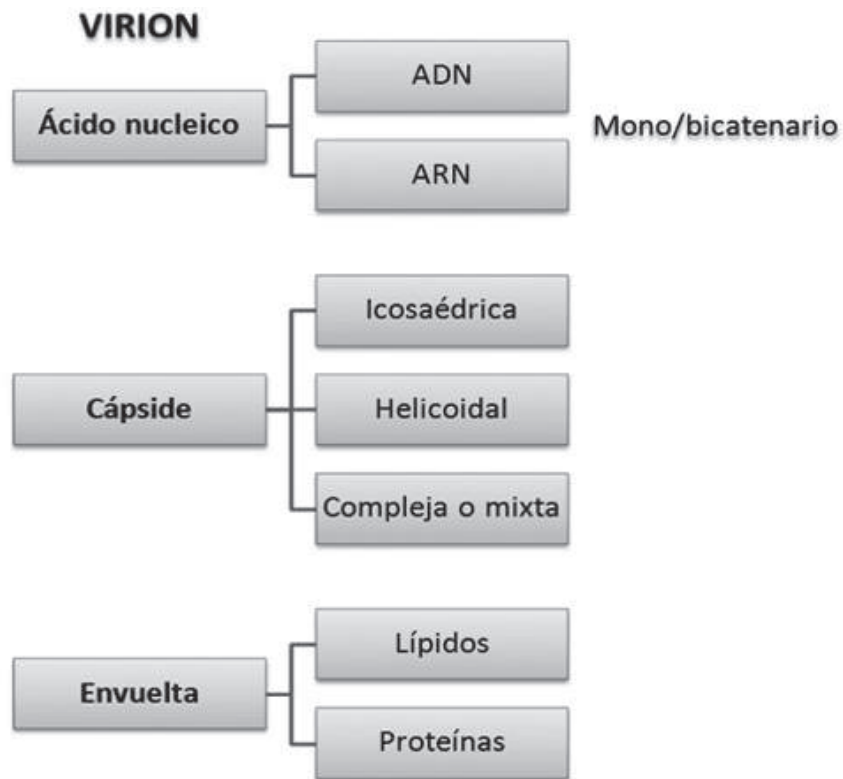 VIRION
Ácido nucleico
ADN
ARN
Mono/bicatenario
Cápside
Icosaédrica
Helicoidal
Compleja o mixta
Envuelta
Lípidos
Proteínas